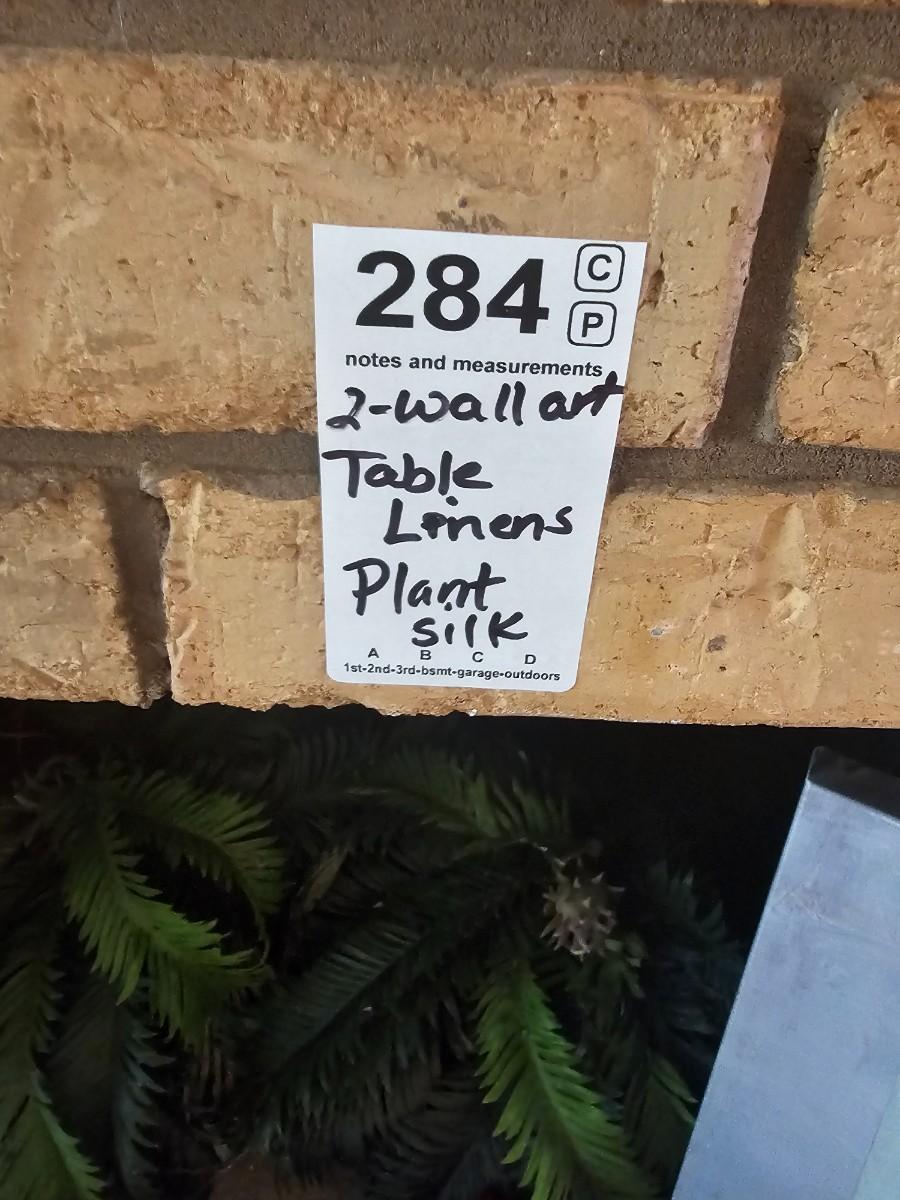 284 C
P
notes and measurements
2-Wall art
Table
Linens
Plant
silk
A B C D
1st-2nd-3rd-bsmt-garage-outdoors